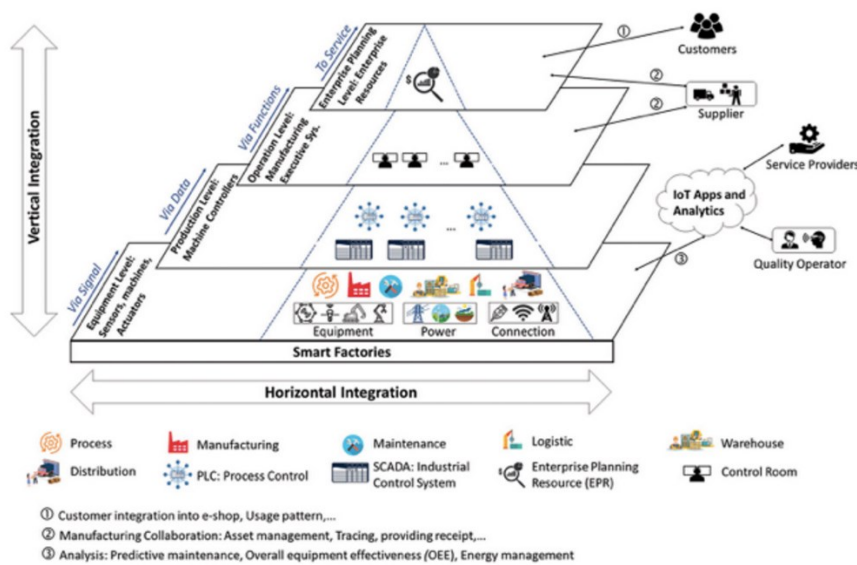 Vertical Integration
To Service
Enterprise Planning
Level: Enterprise
Resources
$
①
Customers
②
②
Supplier
Via Functions
Operation Level:
Manufacturing
Executive Sys.
...
Service Providers
Via Data
Production Level:
Machine Controllers
...
IoT Apps and
Analytics
Quality Operator
③
Via Signal
Equipment Level:
Sensors, machines,
Actuators
Equipment
Power
Connection
Smart Factories
Horizontal Integration
Process
Manufacturing
Maintenance
Logistic
Warehouse
Distribution
PLC: Process Control
SCADA: Industrial
Control System
$
Enterprise Planning
Resource (EPR)
Control Room
① Customer integration into e-shop, Usage pattern,...
② Manufacturing Collaboration: Asset management, Tracing, providing receipt,...
③ Analysis: Predictive maintenance, Overall equipment effectiveness (OEE), Energy management